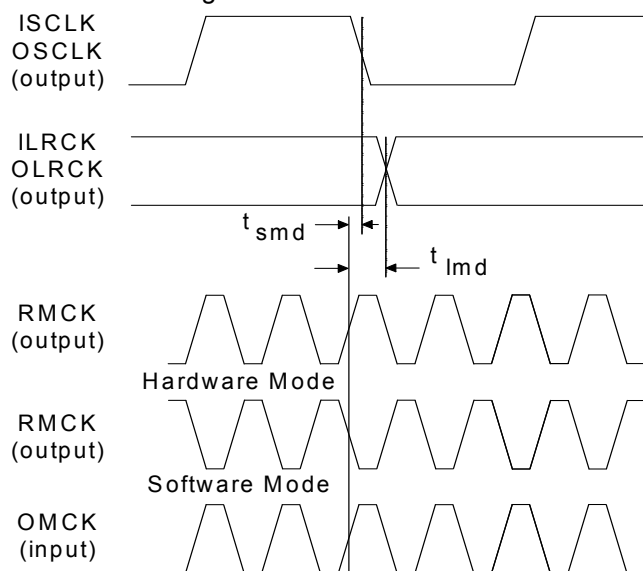 ISCLK
OSCLK
(output)
ILRCK
OLRCK
(output)
t smd
t lmd
RMCK
(output)
Hardware Mode
RMCK
(output)
Software Mode
OMCK
(input)